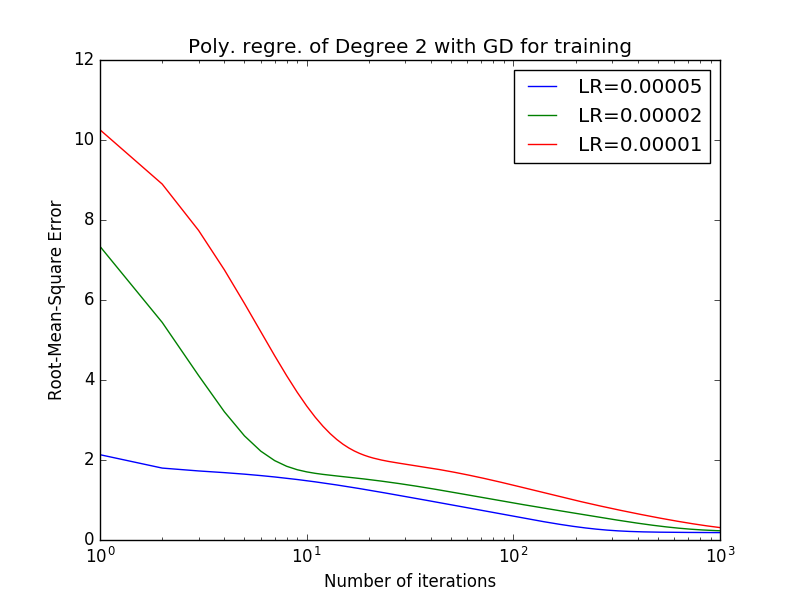 Poly. regre. of Degree 2 with GD for training
12
10
8
6
4
2
0
Root-Mean-Square Error
LR=0.00005
LR=0.00002
LR=0.00001
10^0 10^1 10^2 10^3
Number of iterations